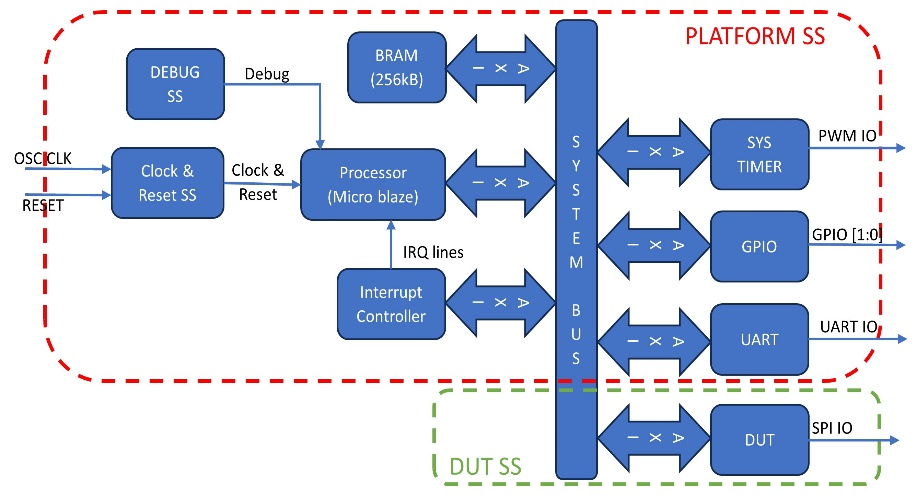 PLATFORM SS
BRAM
(256kB)
A X I
DEBUG
SS
Debug
SYS
TIMER
A X I
PWM IO
OSC CLK
RESET
Clock &
Reset SS
Clock &
Reset
Processor
(Micro blaze)
A X I
SYSTEM BUS
A X I
GPIO
GPIO [1:0]
IRQ lines
Interrupt
Controller
A X I
A X I
UART
UART IO
A X I
DUT
SPI IO
DUT SS